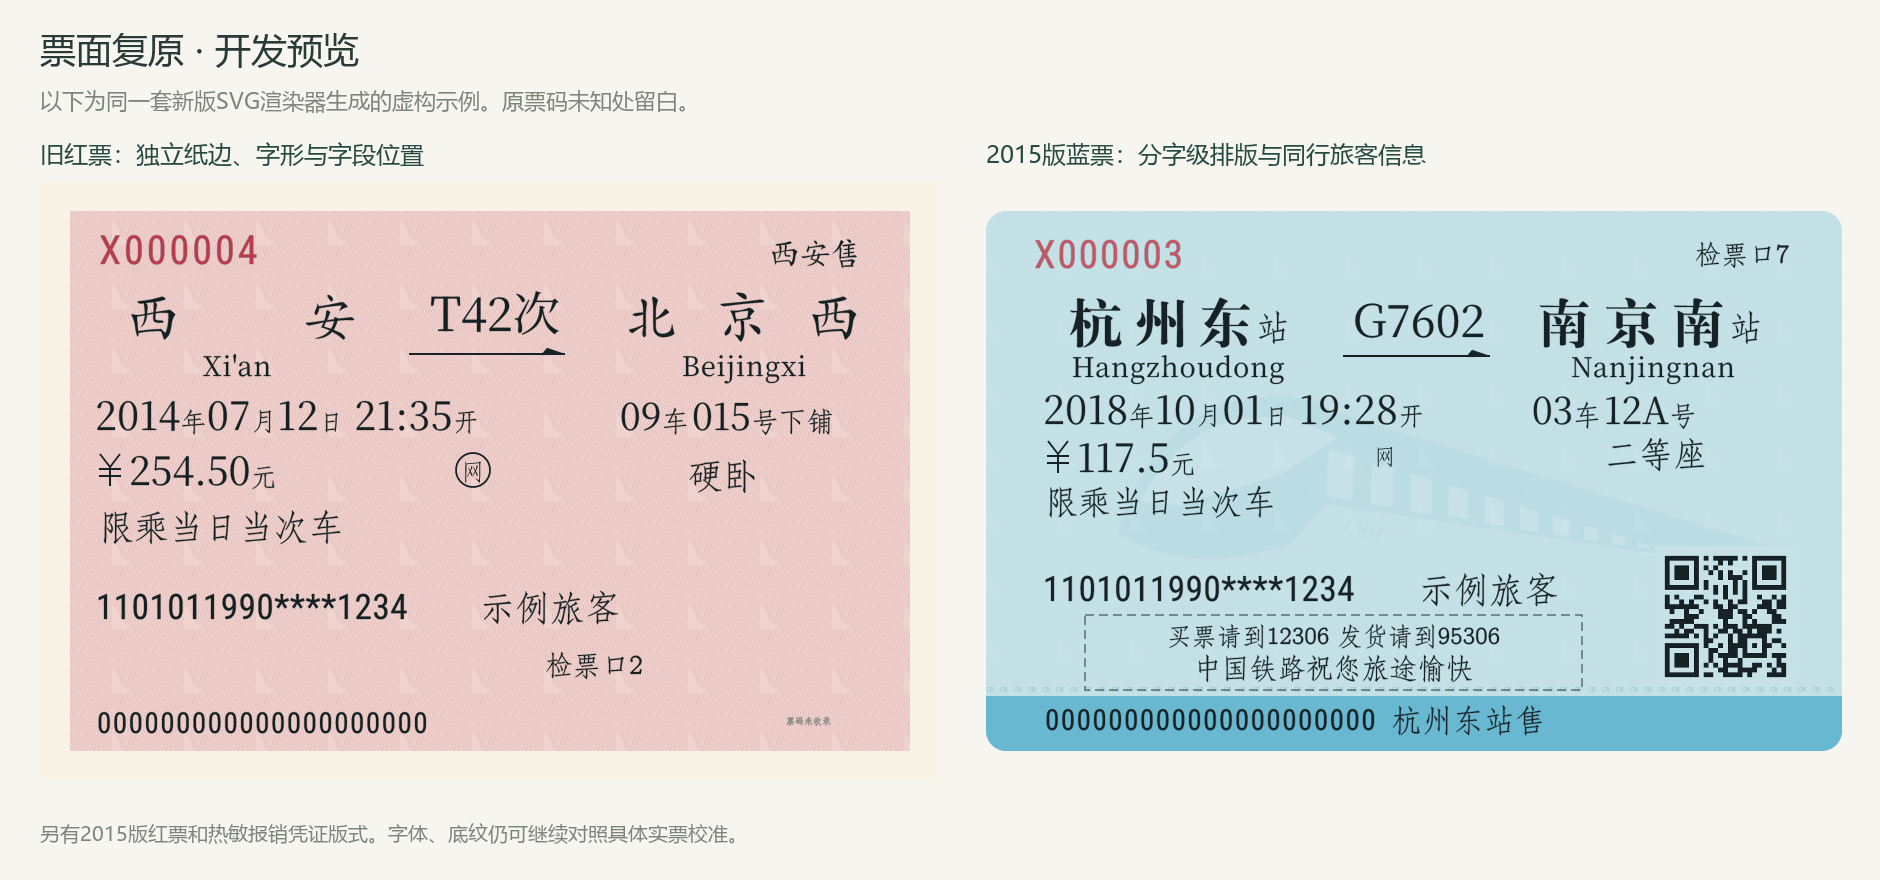 票面复原 · 开发预览
以下为同一套新版SVG渲染器生成的虚构示例。原票码未知处留白。
旧红票：独立纸边、字形与字段位置
X000004
西安售
西 安 T42次 北 京 西
Xi'an Beijingxi
2014年07月12日 21:35开 09车015号下铺
¥254.50元 网 硬卧
限乘当日当次车
1101011990****1234 示例旅客
检票口2
000000000000000000000 票码未收录
2015版蓝票：分字级排版与同行旅客信息
X000003 检票口7
杭州东站 G7602 南京南站
Hangzhoudong Nanjingnan
2018年10月01日 19:28开 03车12A号
¥117.5元 网 二等座
限乘当日当次车
CRH
1101011990****1234 示例旅客
买票请到12306 发货请到95306
中国铁路祝您旅途愉快
000000000000000000000 杭州东站售
另有2015版红票和热敏报销凭证版式。字体、底纹仍可继续对照具体实票校准。